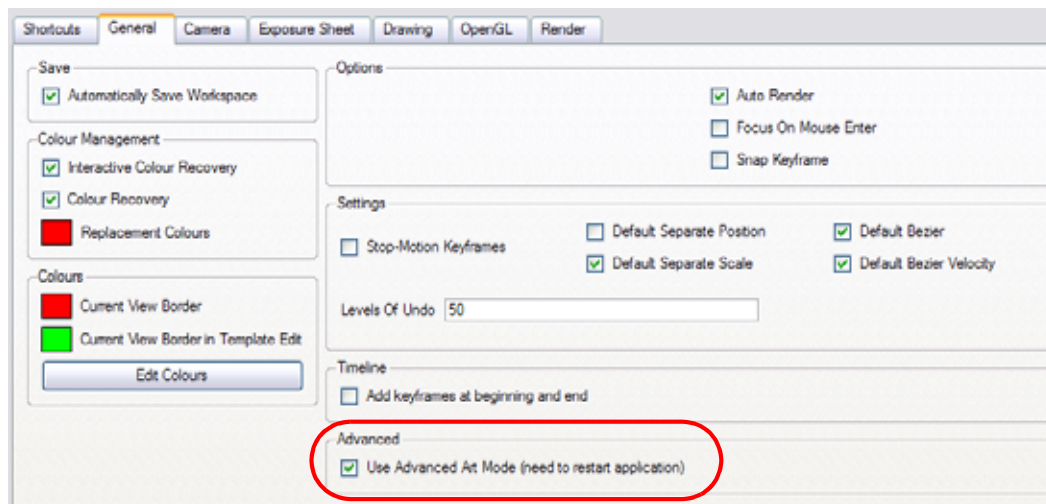 Shortcuts General Camera Exposure Sheet Drawing OpenGL Render
Save
Automatically Save Workspace
Colour Management
Interactive Colour Recovery
Colour Recovery
Replacement Colours
Colours
Current View Border
Current View Border in Template Edit
Edit Colours
Options
Auto Render
Focus On Mouse Enter
Snap Keyframe
Settings
Stop-Motion Keyframes
Default Separate Position
Default Separate Scale
Default Bezier
Default Bezier Velocity
Levels Of Undo 50
Timeline
Add keyframes at beginning and end
Advanced
Use Advanced Art Mode (need to restart application)